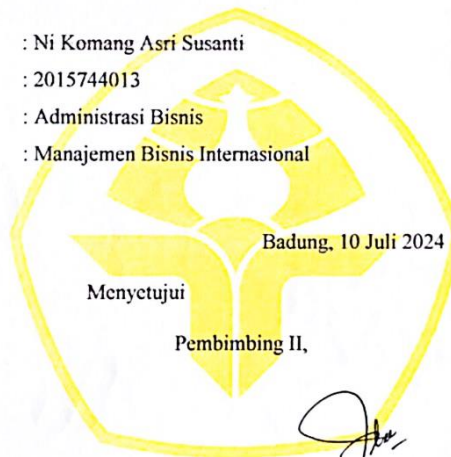 : Ni Komang Asri Susanti
: 2015744013
: Administrasi Bisnis
: Manajemen Bisnis Internasional
Badung, 10 Juli 2024
Menyetujui
Pembimbing II,